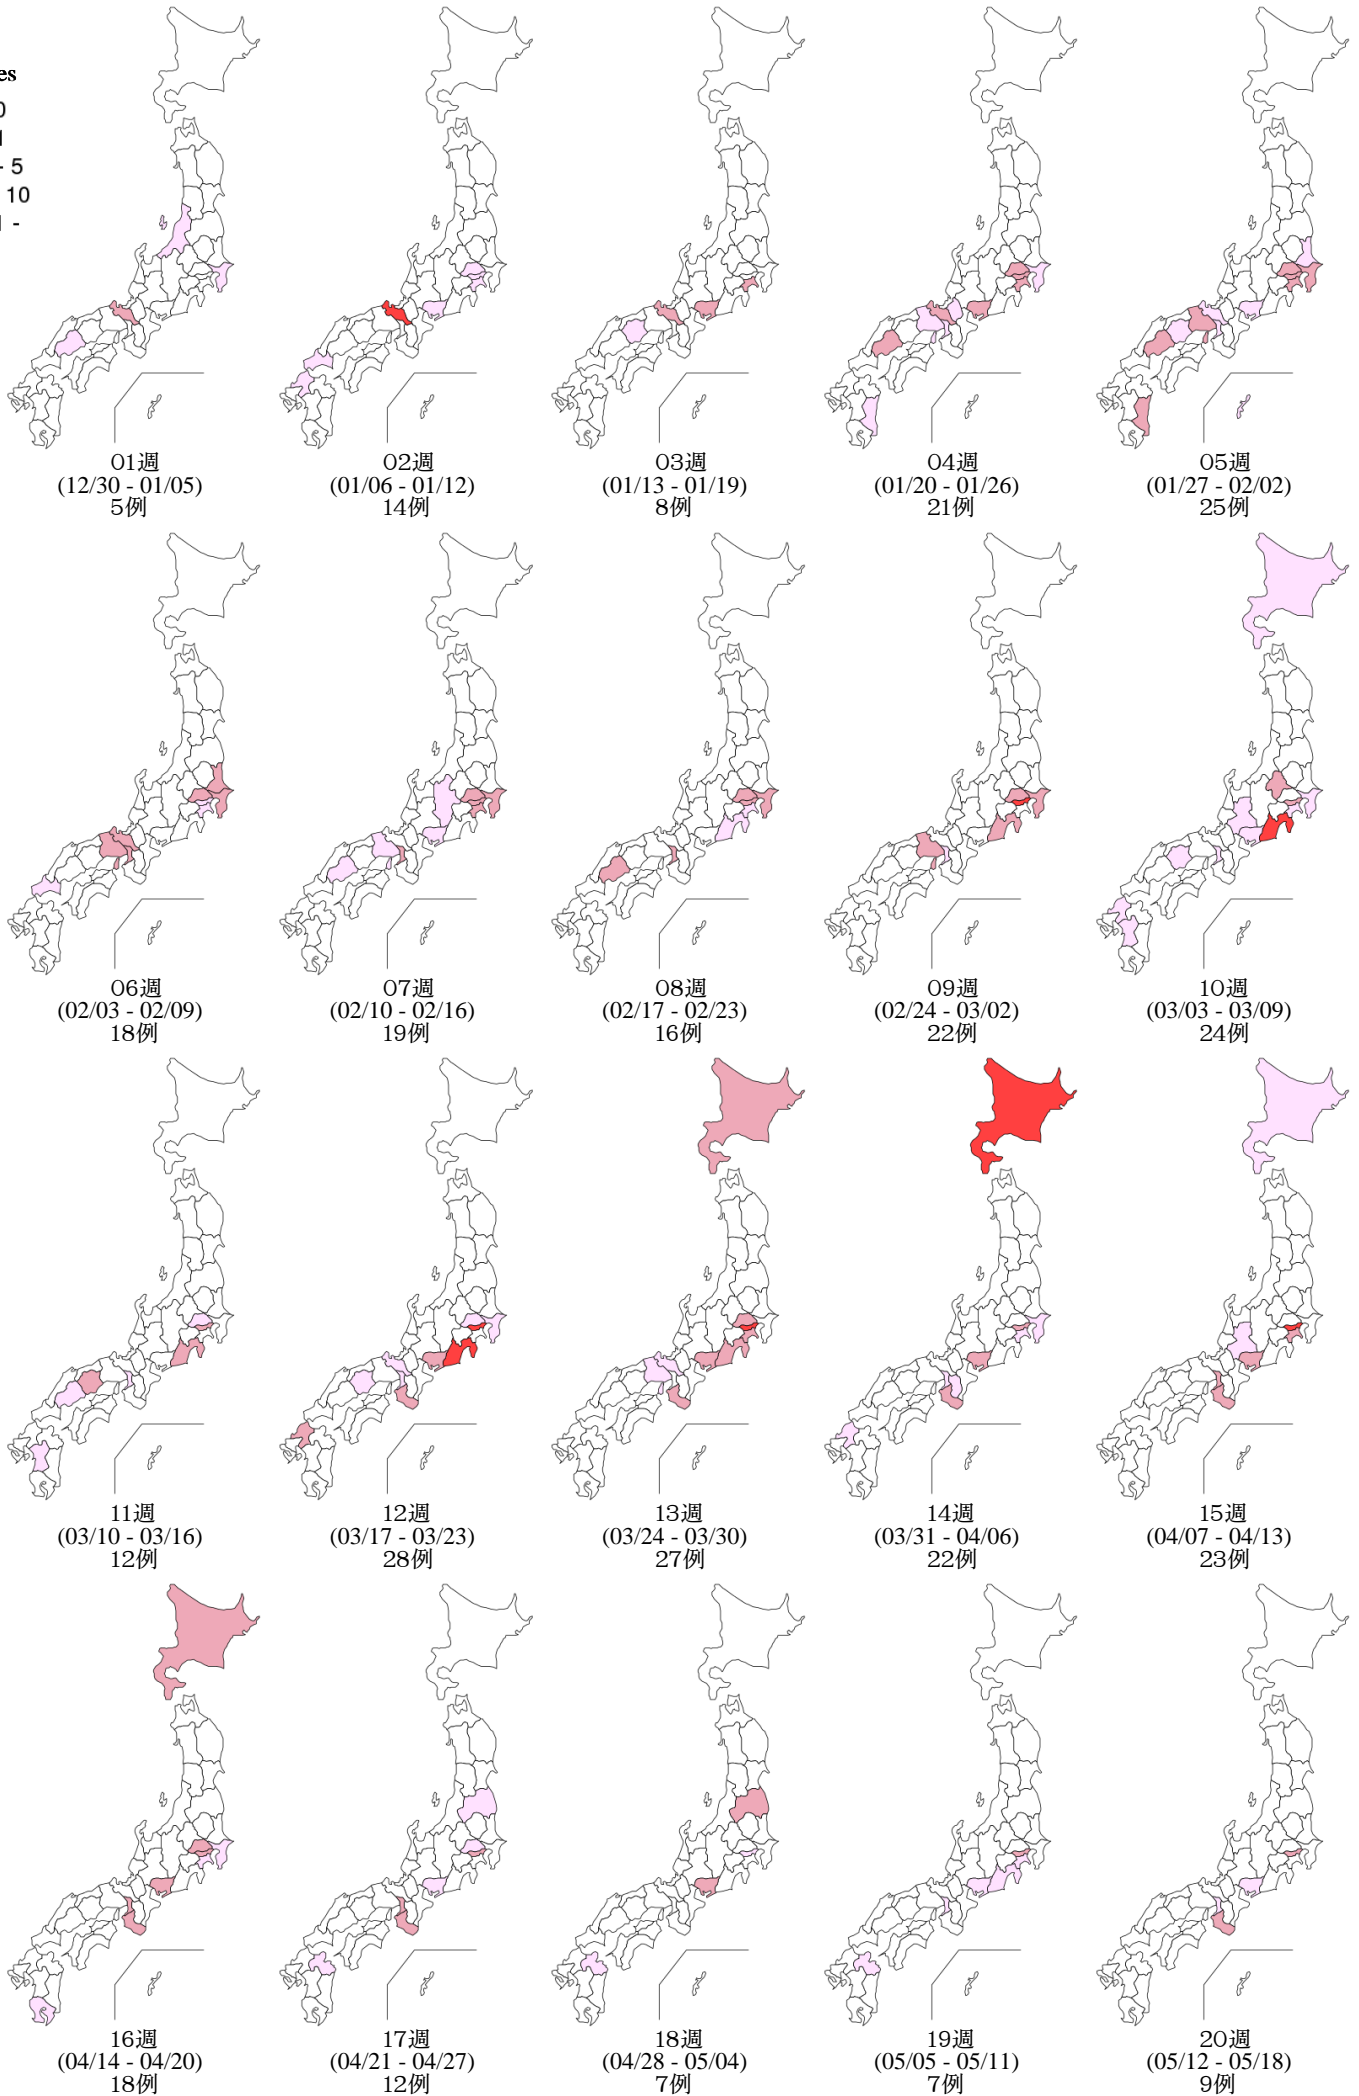 es
0
1
- 5
10
1 -
01週
(12/30 - 01/05)
5例
02週
(01/06 - 01/12)
14例
03週
(01/13 - 01/19)
8例
04週
(01/20 - 01/26)
21例
05週
(01/27 - 02/02)
25例
06週
(02/03 - 02/09)
18例
07週
(02/10 - 02/16)
19例
08週
(02/17 - 02/23)
16例
09週
(02/24 - 03/02)
22例
10週
(03/03 - 03/09)
24例
11週
(03/10 - 03/16)
12例
12週
(03/17 - 03/23)
28例
13週
(03/24 - 03/30)
27例
14週
(03/31 - 04/06)
22例
15週
(04/07 - 04/13)
23例
16週
(04/14 - 04/20)
18例
17週
(04/21 - 04/27)
12例
18週
(04/28 - 05/04)
7例
19週
(05/05 - 05/11)
7例
20週
(05/12 - 05/18)
9例